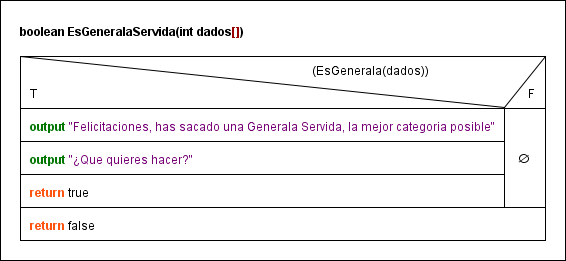 boolean EsGeneralaServida(int dados[])
(EsGenerala(dados))
T
F
output "Felicitaciones, has sacado una Generala Servida, la mejor categoria posible"
output "¿Que quieres hacer?"
∅
return true
return false